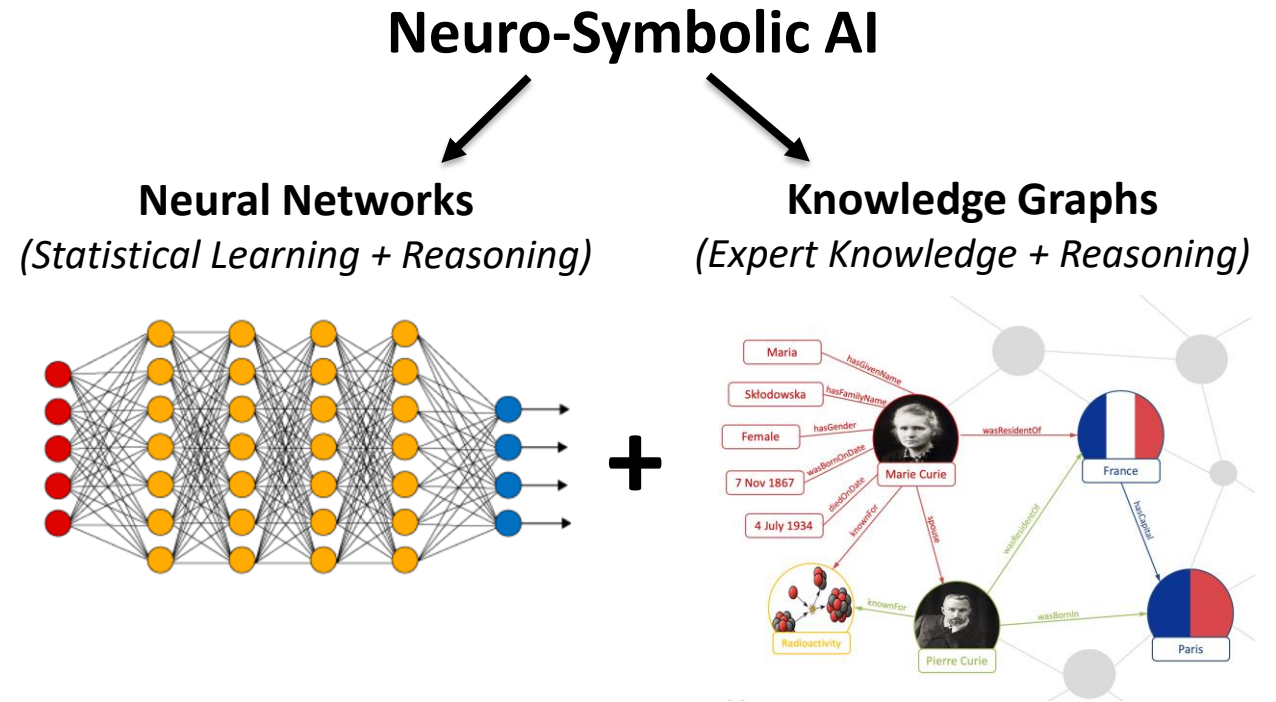 Neuro-Symbolic AI
Neural Networks
(Statistical Learning + Reasoning)
Knowledge Graphs
(Expert Knowledge + Reasoning)
+
Maria
hasGivenName
Skłodowska
hasFamilyName
Female
hasGender
7 Nov 1867
wasBornOnDate
4 July 1934
diedOnDate
Marie Curie
wasResidentOf
France
knownFor
spouse
wasResidentOf
hasCapital
Radioactivity
knownFor
Pierre Curie
wasBornIn
Paris